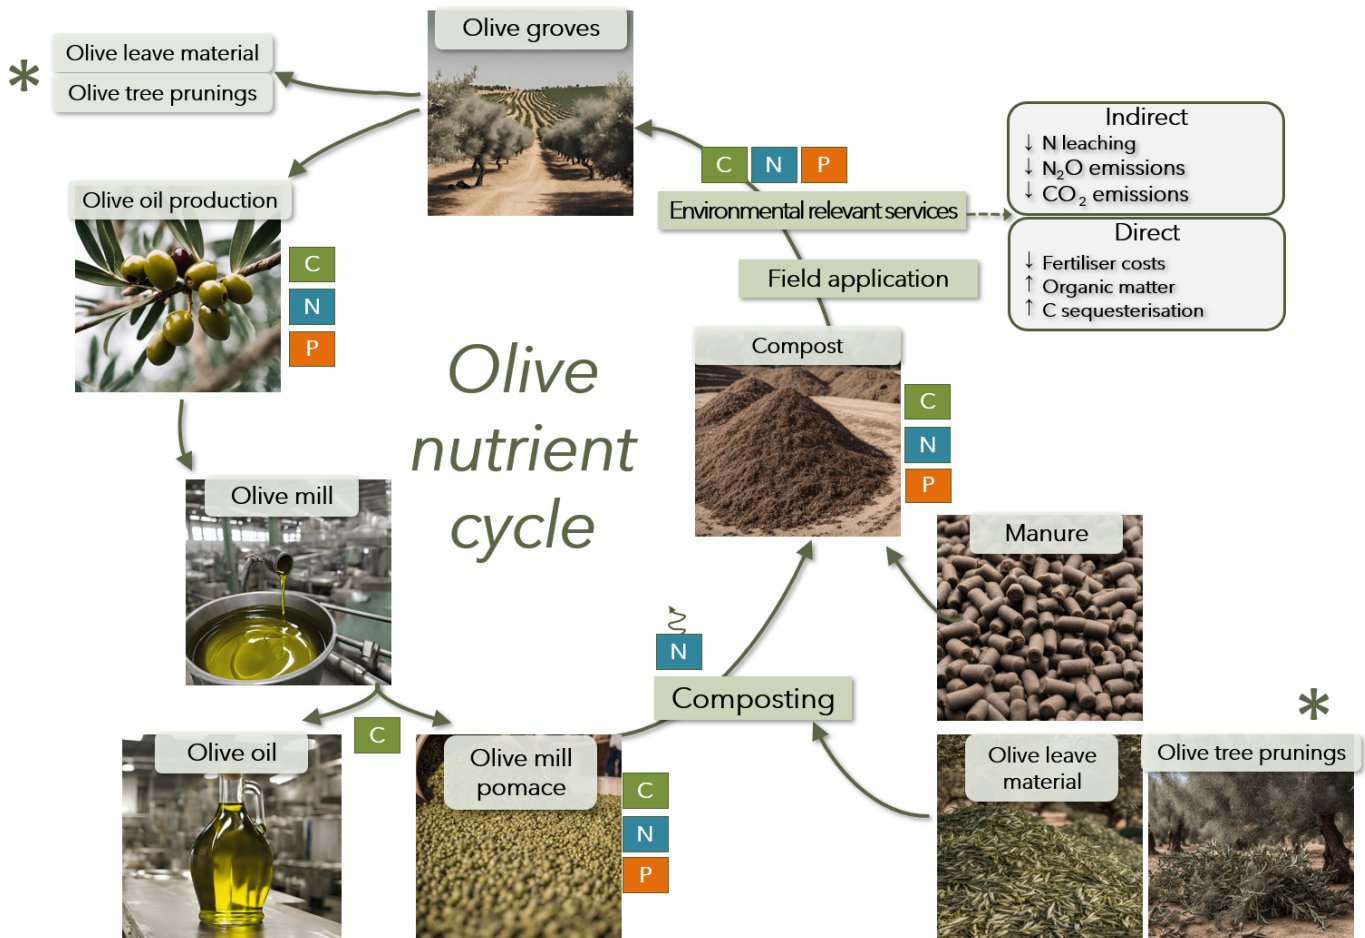 Olive groves
Olive leave material
*
Olive tree prunings
Indirect
↓ N leaching
↓ N₂O emissions
↓ CO₂ emissions
C N P
Olive oil production
Environmental relevant services
Direct
↓ Fertiliser costs
↑ Organic matter
↑ C sequesterisation
C
N
P
Field application
Compost
Olive
nutrient
cycle
C
N
P
Olive mill
Manure
N
Composting
*
C
Olive oil
Olive mill
pomace
C
N
P
Olive leave
material
Olive tree prunings